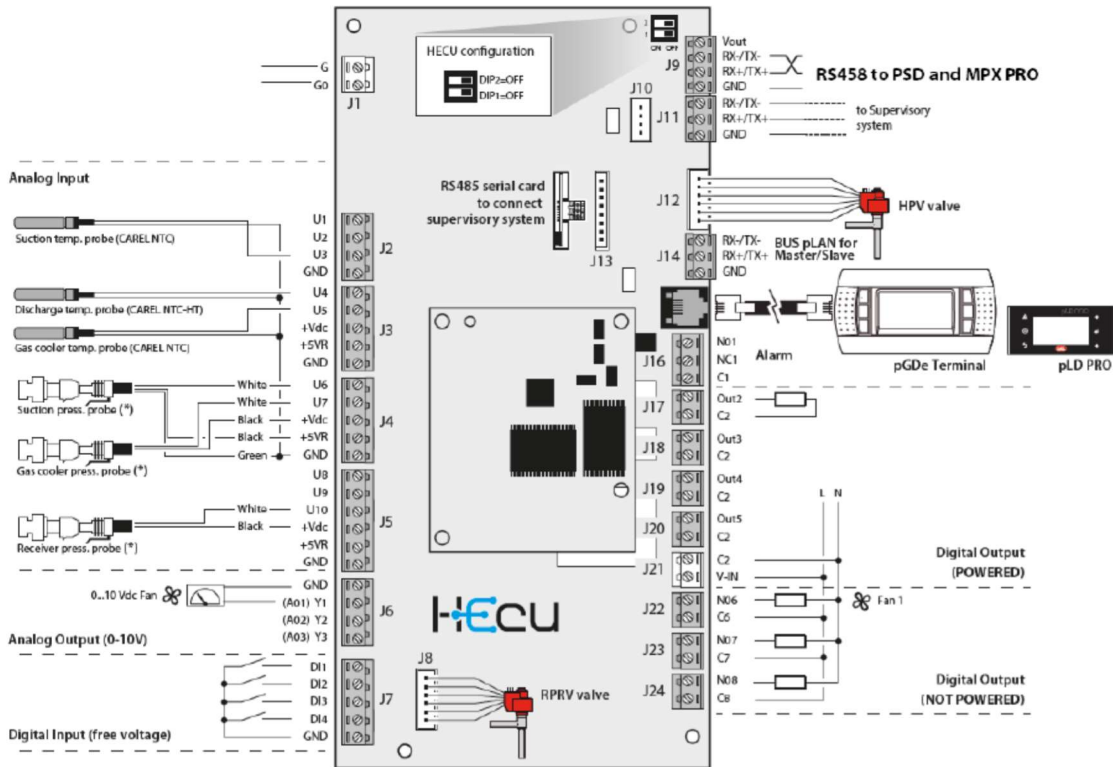 HECU configuration
DIP2=OFF
DIP1=OFF
ON OFF
G
G0
J1
Analog Input
Suction temp. probe (CAREL NTC)
U1
U2
U3
GND
J2
Discharge temp. probe (CAREL NTC-HT)
Gas cooler temp. probe (CAREL NTC)
U4
U5
+Vdc
+5VR
GND
J3
Suction press. probe (*)
Gas cooler press. probe (*)
White
White
Black
Black
Green
U6
U7
+Vdc
+5VR
GND
J4
Receiver press. probe (*)
White
Black
U8
U9
U10
+Vdc
+5VR
GND
J5
0...10 Vdc Fan
GND
(A01) Y1
(A02) Y2
(A03) Y3
J6
Analog Output (0-10V)
DI1
DI2
DI3
DI4
GND
J7
Digital Input (free voltage)
J8
RPRV valve
HECU
RS485 serial card
to connect
supervisory system
J13
J10
J9
Vout
RX-/TX-
RX+/TX+
GND
RS458 to PSD and MPX PRO
J11
RX-/TX-
RX+/TX+
GND
to Supervisory
system
J12
HPV valve
J14
RX-/TX-
RX+/TX+
GND
BUS pLAN for
Master/Slave
pGDe Terminal
pLD PRO
J16
No1
NC1
C1
Alarm
J17
Out2
C2
J18
Out3
C2
J19
Out4
C2
J20
Out5
C2
J21
C2
V-IN
L N
Digital Output
(POWERED)
J22
N06
C6
Fan 1
J23
N07
C7
J24
N08
C8
Digital Output
(NOT POWERED)